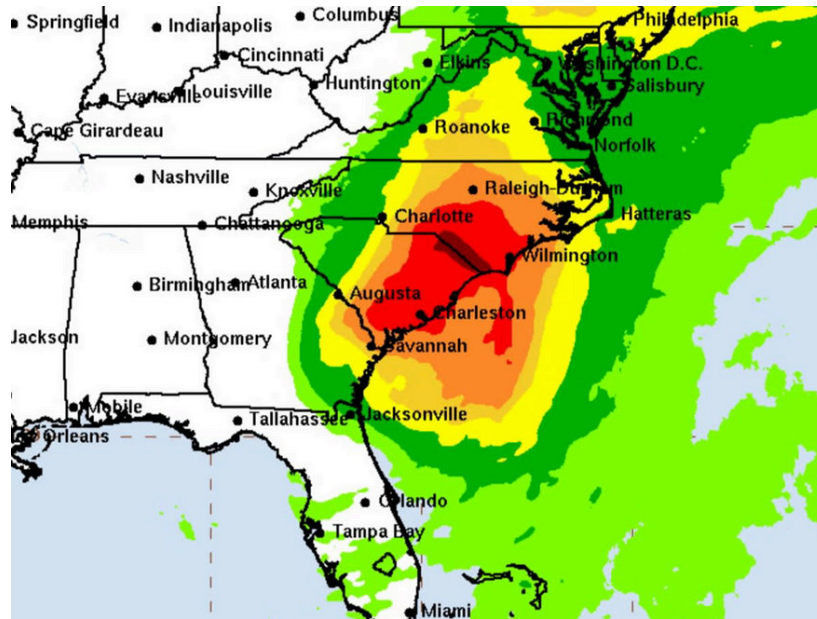 Springfield
Indianapolis
Columbus
Philadelphia
Cincinnati
Elkins
Washington D.C.
Evansville
Louisville
Huntington
Salisbury
Cape Girardeau
Roanoke
Richmond
Norfolk
Nashville
Knoxville
Raleigh-Durham
Memphis
Chattanooga
Charlotte
Hatteras
Wilmington
Birmingham
Atlanta
Augusta
Charleston
Jackson
Montgomery
Savannah
Mobile
Tallahassee
Jacksonville
Orleans
Orlando
Tampa Bay
Miami